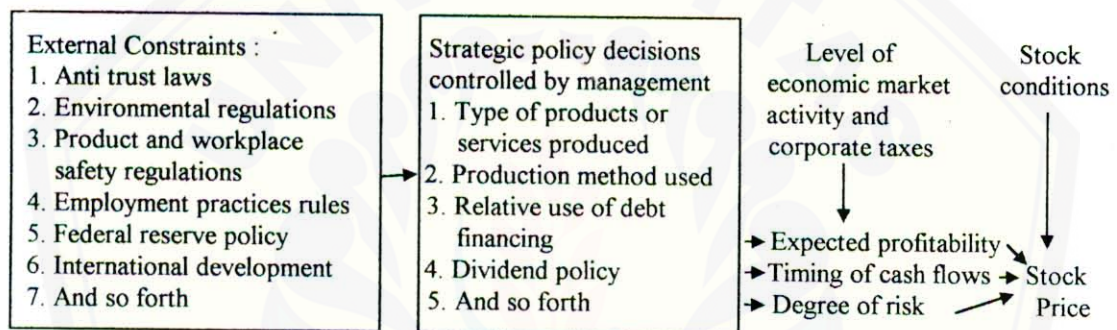 External Constraints :
1. Anti trust laws
2. Environmental regulations
3. Product and workplace
safety regulations
4. Employment practices rules
5. Federal reserve policy
6. International development
7. And so forth
Strategic policy decisions
controlled by management
1. Type of products or
services produced
2. Production method used
3. Relative use of debt
financing
4. Dividend policy
5. And so forth
Level of
economic market
activity and
corporate taxes
Stock
conditions
Expected profitability
Timing of cash flows
Degree of risk
Stock
Price